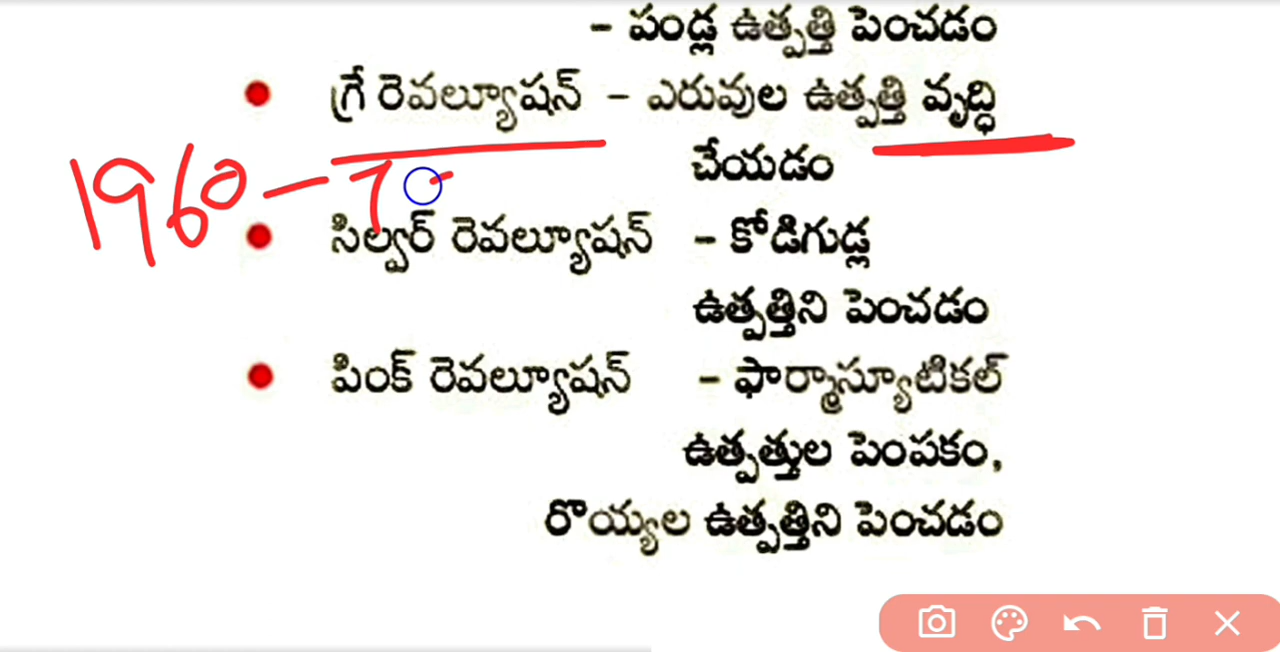 - పండ్ల ఉత్పత్తి పెంచడం
• గ్రే రెవల్యూషన్ - ఎరువుల ఉత్పత్తి వృద్ధి
చేయడం
1960-7
• సిల్వర్ రెవల్యూషన్ - కోడిగుడ్ల
ఉత్పత్తిని పెంచడం
• పింక్ రెవల్యూషన్ - ఫార్మాస్యూటికల్
ఉత్పత్తుల పెంపకం,
రొయ్యల ఉత్పత్తిని పెంచడం